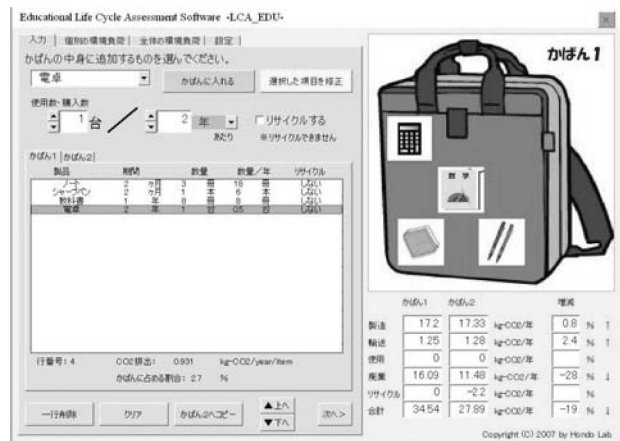 Educational Life Cycle Assessment Software -LCA_EDU-
入力 個別の環境負荷 全体の環境負荷 設定
かばんの中身に追加するものを選んでください。
電卓 かばんに入れる 選択した項目を修正
使用数・購入数
1 台 / 2 年 リサイクルする
あたり ※リサイクルできません
かばん1 かばん2
製品 期間 数量 数量/年 リサイクル
ノート 2 ヶ月 3 冊 18 冊 しない
シャープペン 2 ヶ月 1 本 6 本 しない
教科書 1 年 8 冊 8 冊 しない
電卓 2 年 1 台 0.5 台 しない
行番号:4 CO2排出: 0.931 kg-CO2/year/item
かばんに占める割合: 2.7 %
一行削除 クリア かばん2へコピー ▲上へ ▼下へ 次へ>
かばん1
数学
かばん1 かばん2 増減
製造 17.2 17.33 kg-CO2/年 0.8 % ↑
輸送 1.25 1.28 kg-CO2/年 2.4 % ↑
使用 0 0 kg-CO2/年 %
廃棄 16.09 11.48 kg-CO2/年 -28 % ↓
リサイクル 0 -2.2 kg-CO2/年 %
合計 34.54 27.89 kg-CO2/年 -19 % ↓
Copyright (C) 2007 by Hondo Lab